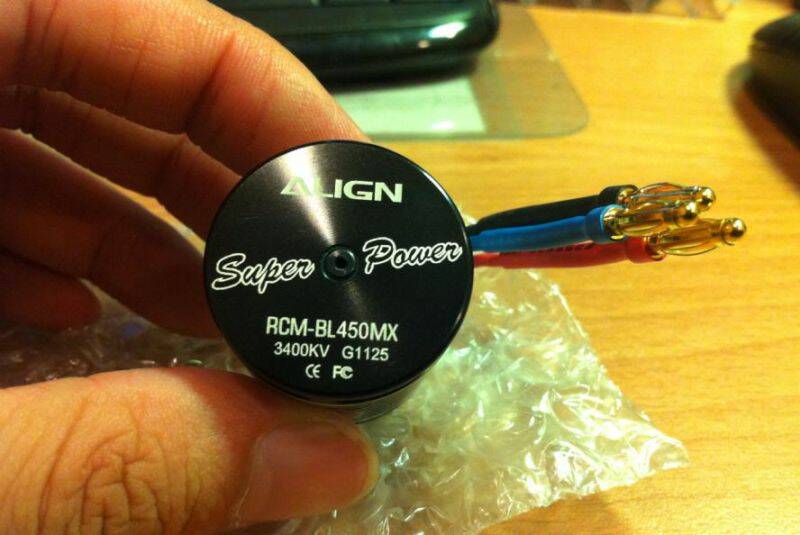 ALIGN
Super Power
RCM-BL450MX
3400KV G1125
CE FC